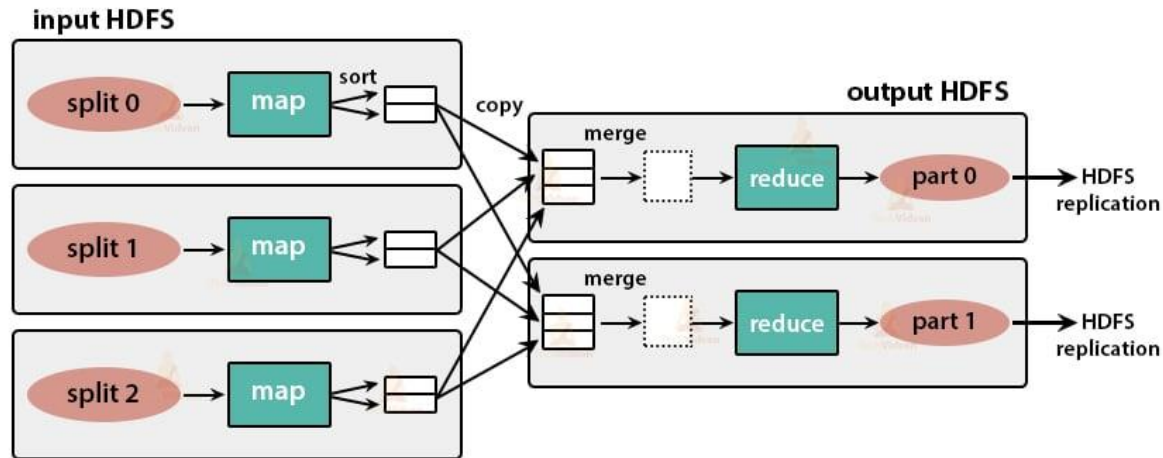 input HDFS
split 0
map
sort
copy
split 1
map
split 2
map
output HDFS
merge
reduce
part 0
HDFS
replication
merge
reduce
part 1
HDFS
replication